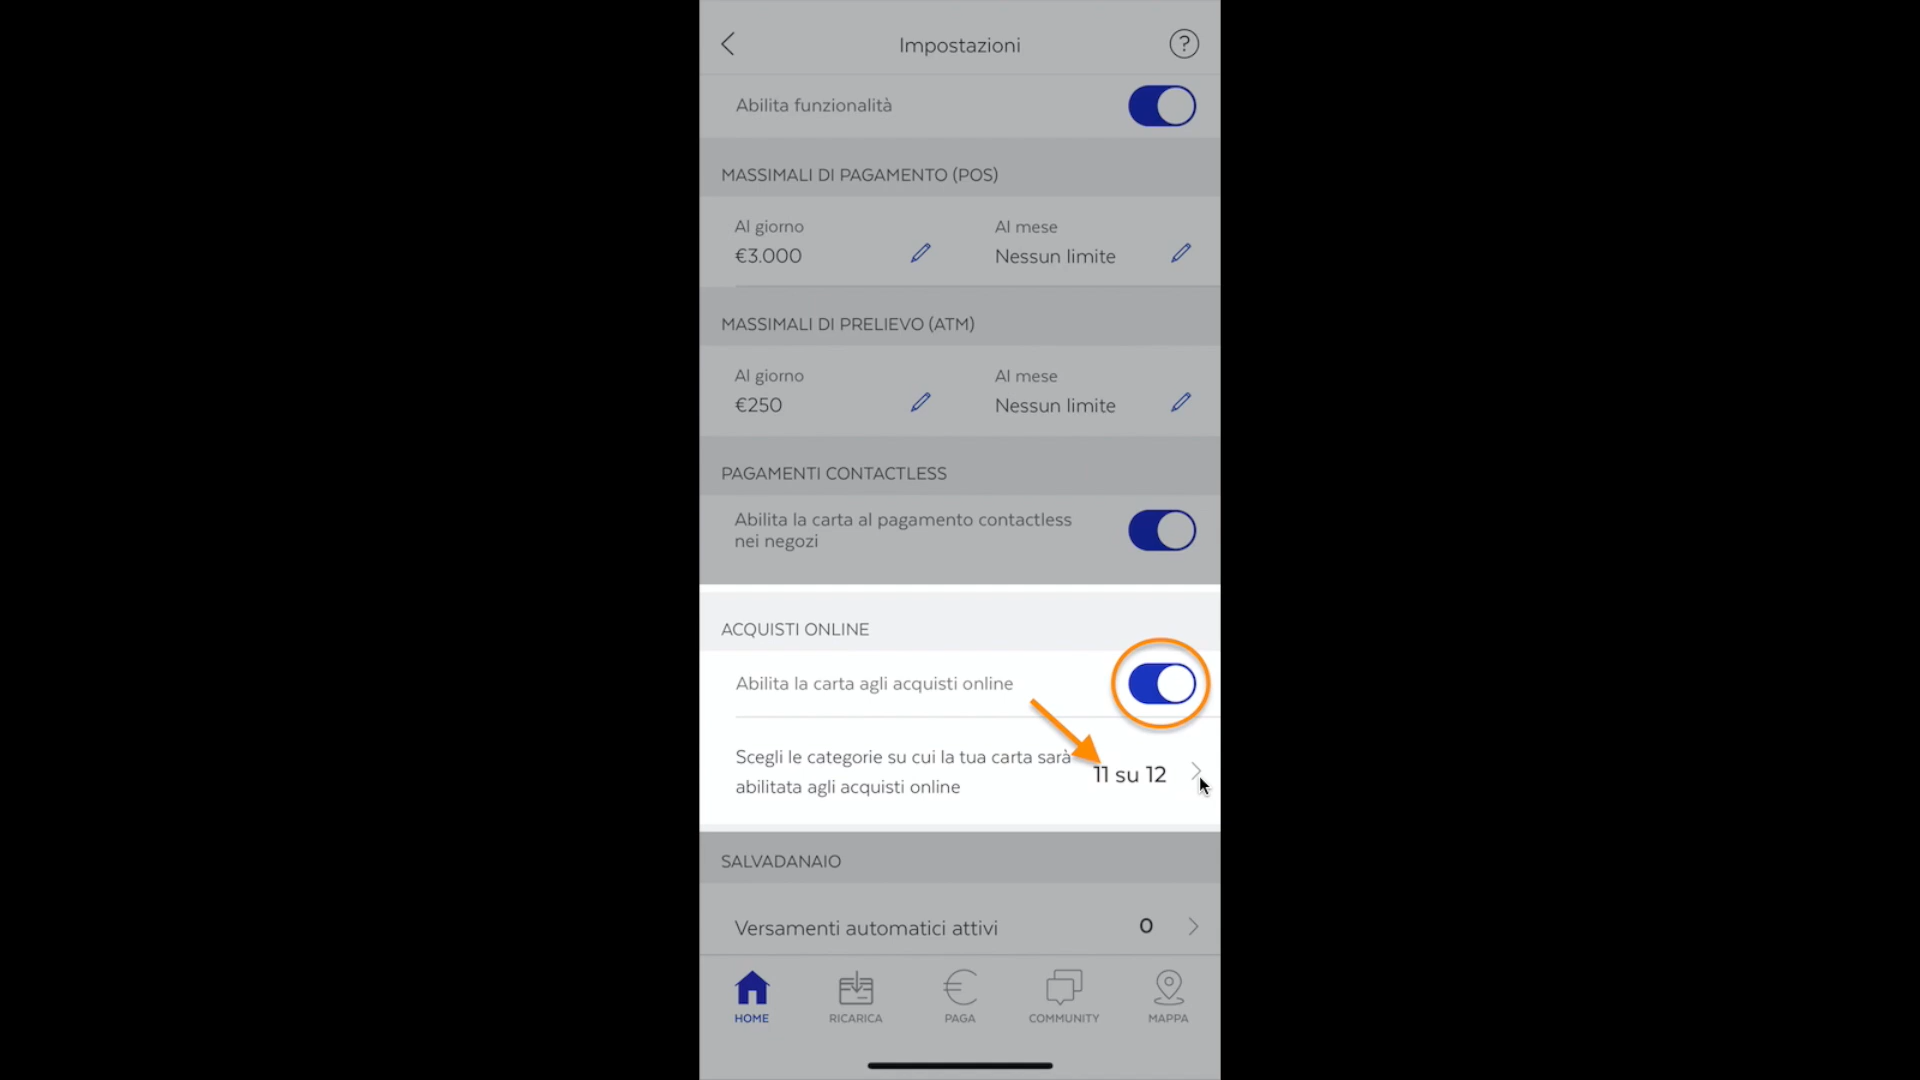 Impostazioni
?
Abilita funzionalità
MASSIMALI DI PAGAMENTO (POS)
Al giorno
Al mese
€3.000
Nessun limite
MASSIMALI DI PRELIEVO (ATM)
Al giorno
Al mese
€250
Nessun limite
PAGAMENTI CONTACTLESS
Abilita la carta al pagamento contactless
nei negozi
ACQUISTI ONLINE
Abilita la carta agli acquisti online
Scegli le categorie su cui la tua carta sarà
abilitata agli acquisti online
11 su 12
SALVADANAIO
Versamenti automatici attivi
0
HOME
RICARICA
PAGA
COMMUNITY
MAPPA